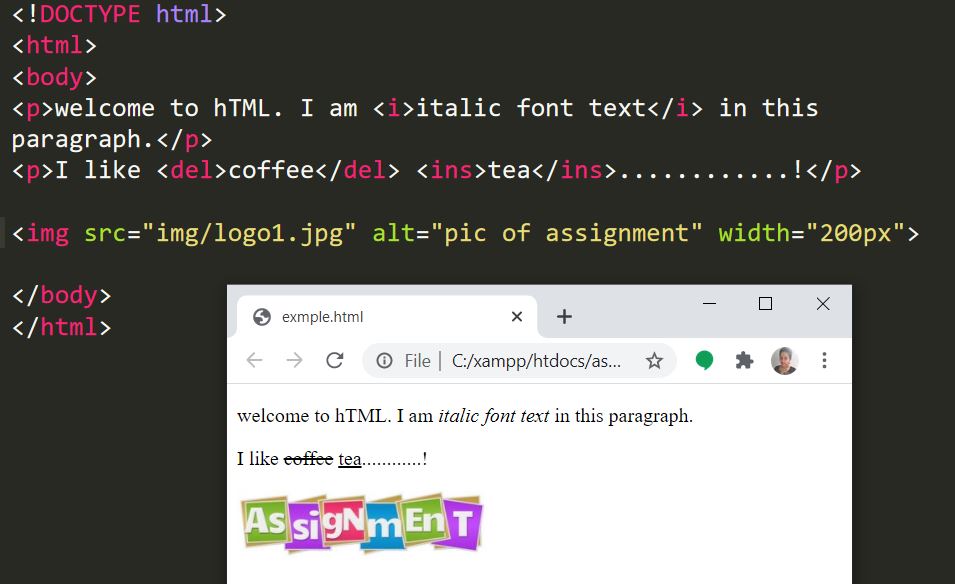 <!DOCTYPE html>
<html>
<body>
<p>welcome to hTML. I am <i>italic font text</i> in this
paragraph.</p>
<p>I like <del>coffee</del> <ins>tea</ins>............!</p>
<img src="img/logo1.jpg" alt="pic of assignment" width="200px">
</body>
</html>
exmple.html
File | C:/xampp/htdocs/as...
welcome to hTML. I am italic font text in this paragraph.
I like coffee tea............!
AssigNmEnT